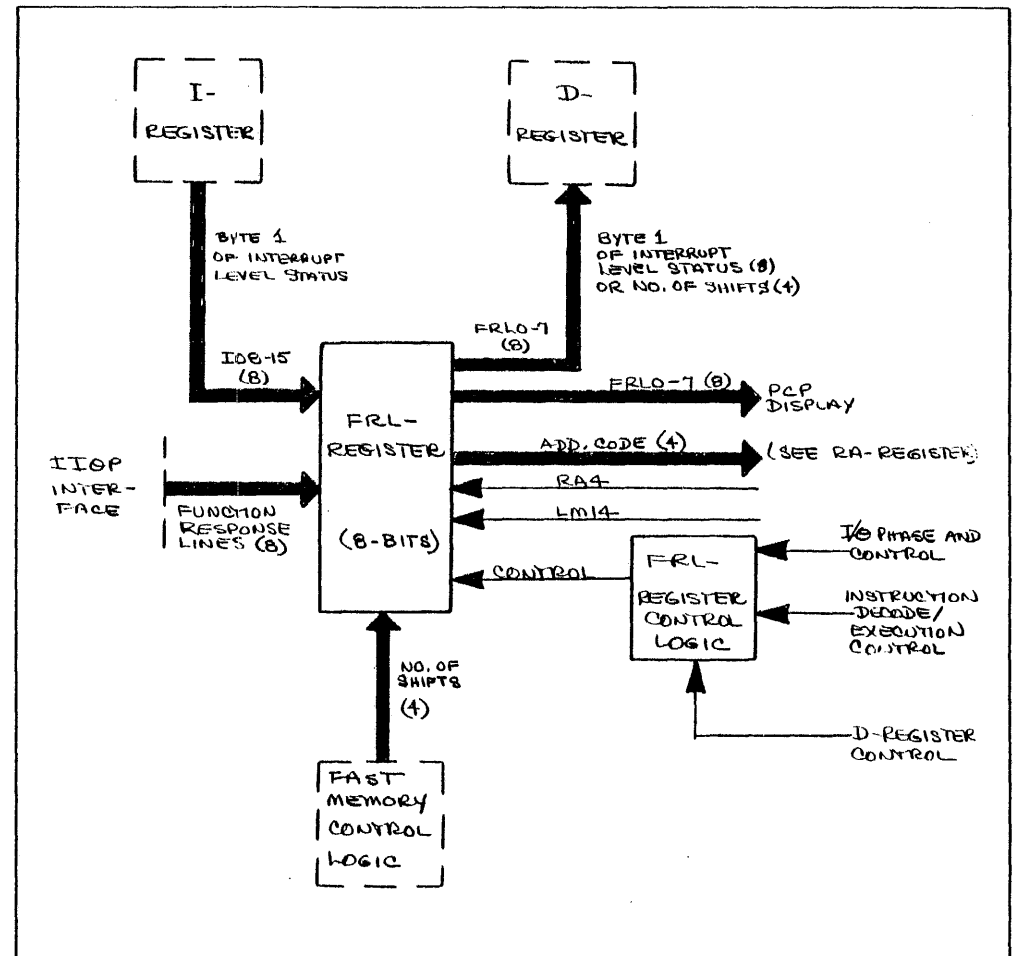 I-
REGISTER
D-
REGISTER
BYTE 1
OF INTERRUPT
LEVEL STATUS
BYTE 1
OF INTERRUPT
LEVEL STATUS (8)
OR NO. OF SHIFTS (4)
FRL0-7
(8)
I08-15
(8)
FRL0-7 (8)
PCP
DISPLAY
FRL-
REGISTER
(8-BITS)
ADD. CODE (4)
(SEE RA-REGISTER)
IIOP
INTER-
FACE
FUNCTION
RESPONSE
LINES (8)
RA4
LM14
CONTROL
FRL-
REGISTER
CONTROL
LOGIC
I/O PHASE AND
CONTROL
INSTRUCTION
DECODE/
EXECUTION
CONTROL
NO. OF
SHIFTS
(4)
D-REGISTER
CONTROL
FAST
MEMORY
CONTROL
LOGIC